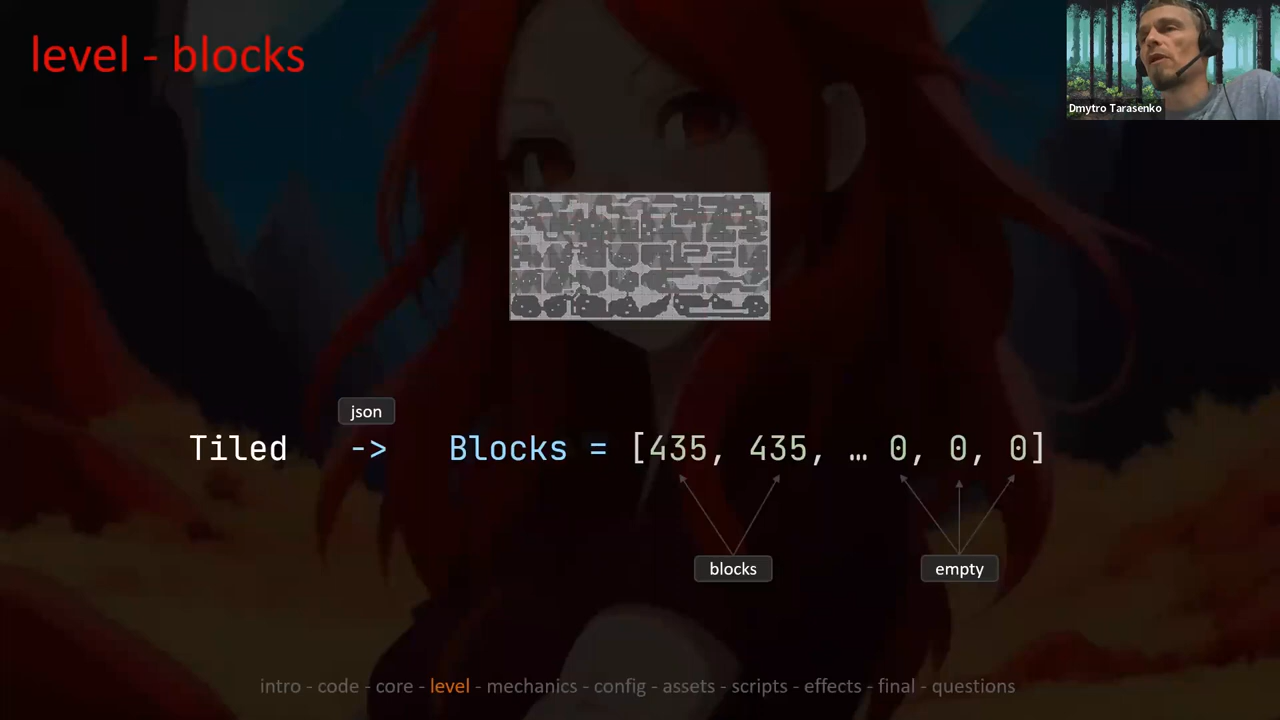 level - blocks
Dmytro Tarasenko
json
Tiled -> Blocks = [435, 435, … 0, 0, 0]
blocks empty
intro - code - core - level - mechanics - config - assets - scripts - effects - final - questions